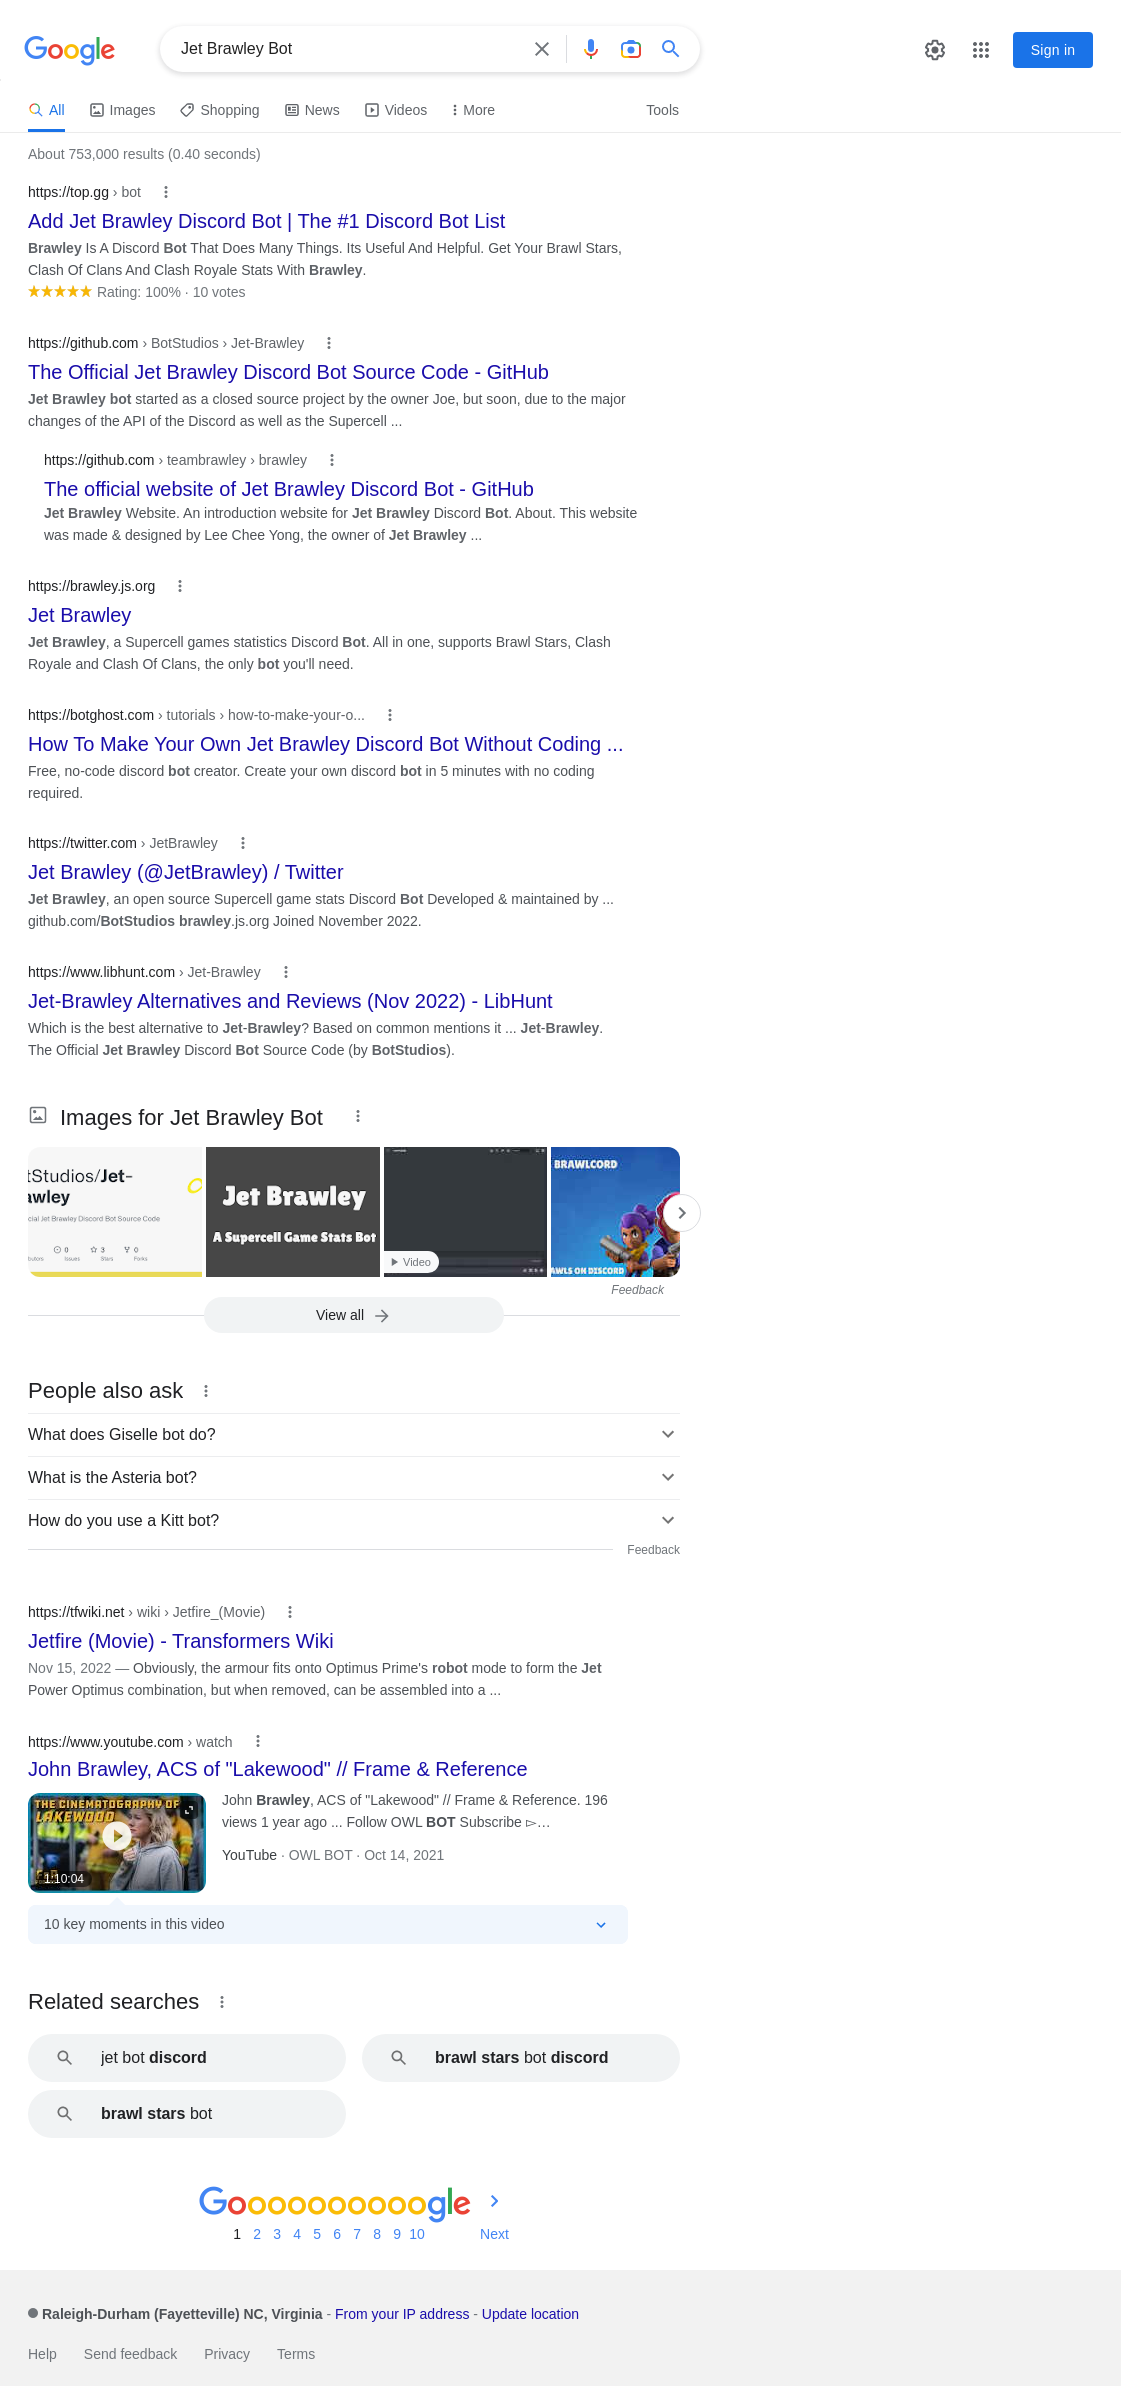 Google
Jet Brawley Bot
Sign in
All
Images
Shopping
News
Videos
More
Tools
About 753,000 results (0.40 seconds)
https://top.gg › bot
Add Jet Brawley Discord Bot | The #1 Discord Bot List
Brawley Is A Discord Bot That Does Many Things. Its Useful And Helpful. Get Your Brawl Stars,
Clash Of Clans And Clash Royale Stats With Brawley.
Rating: 100% · 10 votes
https://github.com › BotStudios › Jet-Brawley
The Official Jet Brawley Discord Bot Source Code - GitHub
Jet Brawley bot started as a closed source project by the owner Joe, but soon, due to the major
changes of the API of the Discord as well as the Supercell ...
https://github.com › teambrawley › brawley
The official website of Jet Brawley Discord Bot - GitHub
Jet Brawley Website. An introduction website for Jet Brawley Discord Bot. About. This website
was made & designed by Lee Chee Yong, the owner of Jet Brawley ...
https://brawley.js.org
Jet Brawley
Jet Brawley, a Supercell games statistics Discord Bot. All in one, supports Brawl Stars, Clash
Royale and Clash Of Clans, the only bot you'll need.
https://botghost.com › tutorials › how-to-make-your-o...
How To Make Your Own Jet Brawley Discord Bot Without Coding ...
Free, no-code discord bot creator. Create your own discord bot in 5 minutes with no coding
required.
https://twitter.com › JetBrawley
Jet Brawley (@JetBrawley) / Twitter
Jet Brawley, an open source Supercell game stats Discord Bot Developed & maintained by ...
github.com/BotStudios brawley.js.org Joined November 2022.
https://www.libhunt.com › Jet-Brawley
Jet-Brawley Alternatives and Reviews (Nov 2022) - LibHunt
Which is the best alternative to Jet-Brawley? Based on common mentions it ... Jet-Brawley.
The Official Jet Brawley Discord Bot Source Code (by BotStudios).
Images for Jet Brawley Bot
tStudios/Jet-
awley
cial Jet Brawley Discord Bot Source Code
0
3
0
butors
Issues
Stars
Forks
Jet Brawley
A Supercell Game Stats Bot
Video
BRAWLCORD
AWLS ON DISCORD
Feedback
View all
People also ask
What does Giselle bot do?
What is the Asteria bot?
How do you use a Kitt bot?
Feedback
https://tfwiki.net › wiki › Jetfire_(Movie)
Jetfire (Movie) - Transformers Wiki
Nov 15, 2022 — Obviously, the armour fits onto Optimus Prime's robot mode to form the Jet
Power Optimus combination, but when removed, can be assembled into a ...
https://www.youtube.com › watch
John Brawley, ACS of "Lakewood" // Frame & Reference
THE CINEMATOGRAPHY OF
LAKEWOOD
1:10:04
John Brawley, ACS of "Lakewood" // Frame & Reference. 196
views 1 year ago ... Follow OWL BOT Subscribe ▻…
YouTube · OWL BOT · Oct 14, 2021
10 key moments in this video
Related searches
jet bot discord
brawl stars bot discord
brawl stars bot
Goooooooooogle
1 2 3 4 5 6 7 8 9 10 Next
Raleigh-Durham (Fayetteville) NC, Virginia - From your IP address - Update location
Help
Send feedback
Privacy
Terms